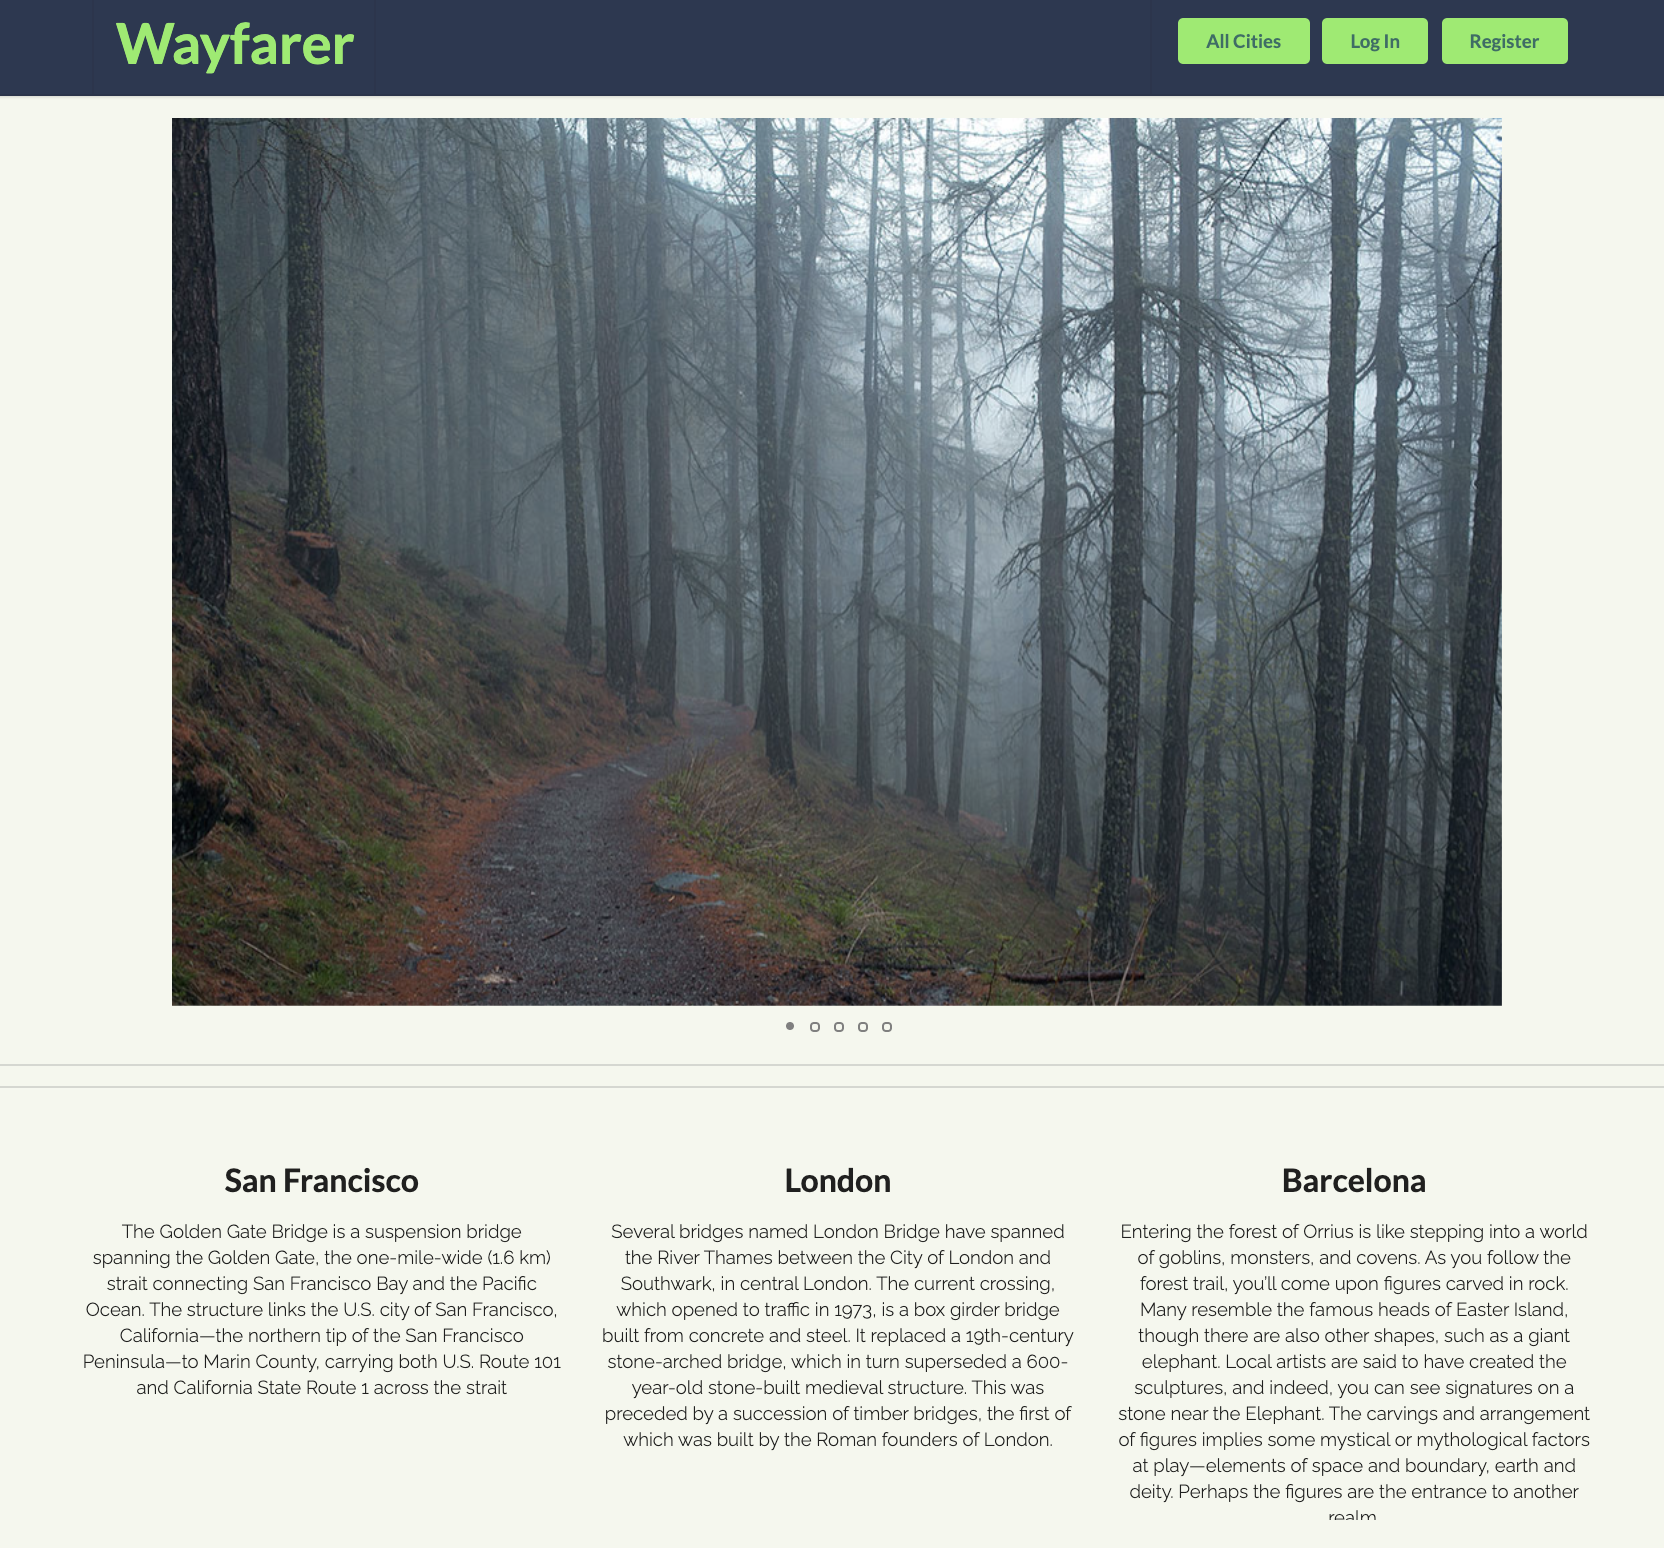 Wayfarer
All Cities
Log In
Register
San Francisco
The Golden Gate Bridge is a suspension bridge
spanning the Golden Gate, the one-mile-wide (1.6 km)
strait connecting San Francisco Bay and the Pacific
Ocean. The structure links the U.S. city of San Francisco,
California—the northern tip of the San Francisco
Peninsula—to Marin County, carrying both U.S. Route 101
and California State Route 1 across the strait
London
Several bridges named London Bridge have spanned
the River Thames between the City of London and
Southwark, in central London. The current crossing,
which opened to traffic in 1973, is a box girder bridge
built from concrete and steel. It replaced a 19th-century
stone-arched bridge, which in turn superseded a 600-
year-old stone-built medieval structure. This was
preceded by a succession of timber bridges, the first of
which was built by the Roman founders of London.
Barcelona
Entering the forest of Orrius is like stepping into a world
of goblins, monsters, and covens. As you follow the
forest trail, you'll come upon figures carved in rock.
Many resemble the famous heads of Easter Island,
though there are also other shapes, such as a giant
elephant. Local artists are said to have created the
sculptures, and indeed, you can see signatures on a
stone near the Elephant. The carvings and arrangement
of figures implies some mystical or mythological factors
at play—elements of space and boundary, earth and
deity. Perhaps the figures are the entrance to another
realm